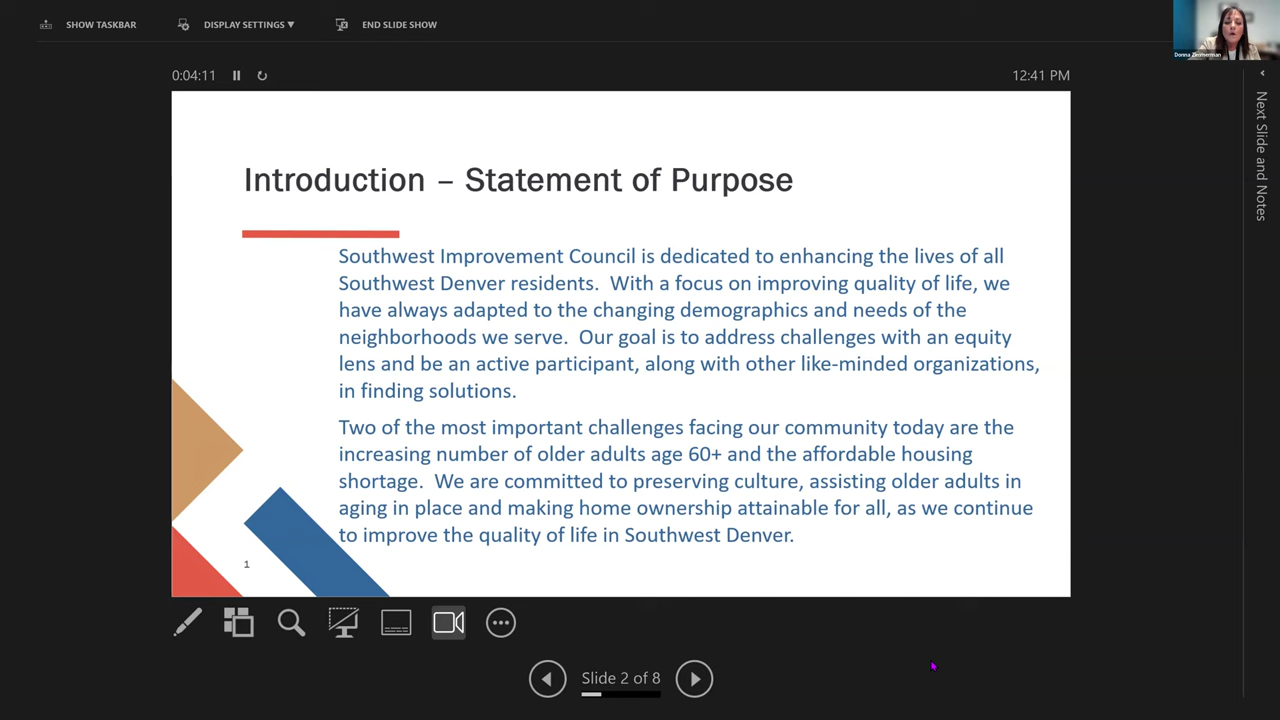 SHOW TASKBAR DISPLAY SETTINGS ▼ END SLIDE SHOW
Donna Zimmerman
0:04:11 12:41 PM
Next Slide and Notes
Introduction – Statement of Purpose
Southwest Improvement Council is dedicated to enhancing the lives of all
Southwest Denver residents. With a focus on improving quality of life, we
have always adapted to the changing demographics and needs of the
neighborhoods we serve. Our goal is to address challenges with an equity
lens and be an active participant, along with other like-minded organizations,
in finding solutions.
Two of the most important challenges facing our community today are the
increasing number of older adults age 60+ and the affordable housing
shortage. We are committed to preserving culture, assisting older adults in
aging in place and making home ownership attainable for all, as we continue
to improve the quality of life in Southwest Denver.
1
Slide 2 of 8